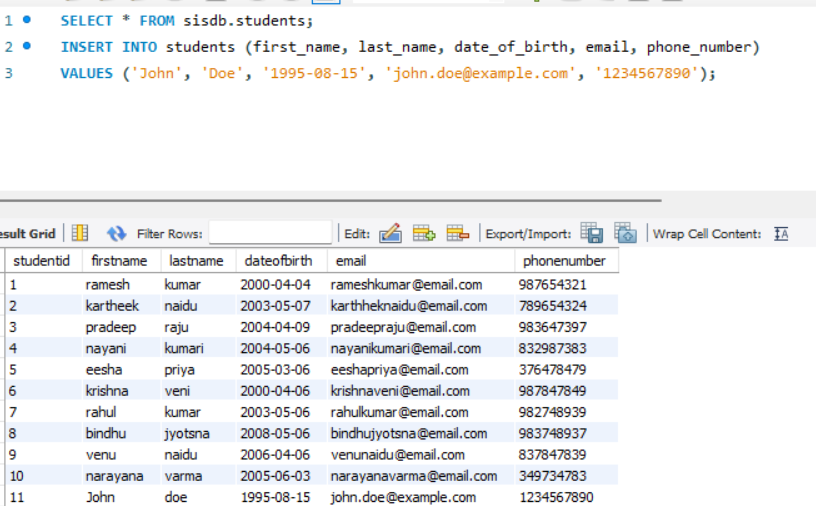 1 SELECT * FROM sisdb.students;
2 INSERT INTO students (first_name, last_name, date_of_birth, email, phone_number)
3 VALUES ('John', 'Doe', '1995-08-15', 'john.doe@example.com', '1234567890');
esult Grid Filter Rows: Edit: Export/Import: Wrap Cell Content: IA
studentid firstname lastname dateofbirth email phonenumber
1 ramesh kumar 2000-04-04 rameshkumar@email.com 987654321
2 kartheek naidu 2003-05-07 karthheknaidu@email.com 789654324
3 pradeep raju 2004-04-09 pradeepraju@email.com 983647397
4 nayani kumari 2004-05-06 nayanikumari@email.com 832987383
5 eesha priya 2005-03-06 eeshapriya@email.com 376478479
6 krishna veni 2000-04-06 krishnaveni@email.com 987847849
7 rahul kumar 2003-05-06 rahulkumar@email.com 982748939
8 bindhu jyotsna 2008-05-06 bindhujyotsna@email.com 983748937
9 venu naidu 2006-04-06 venunaidu@email.com 837847839
10 narayana varma 2005-06-03 narayanavarma@email.com 349734783
11 John doe 1995-08-15 john.doe@example.com 1234567890